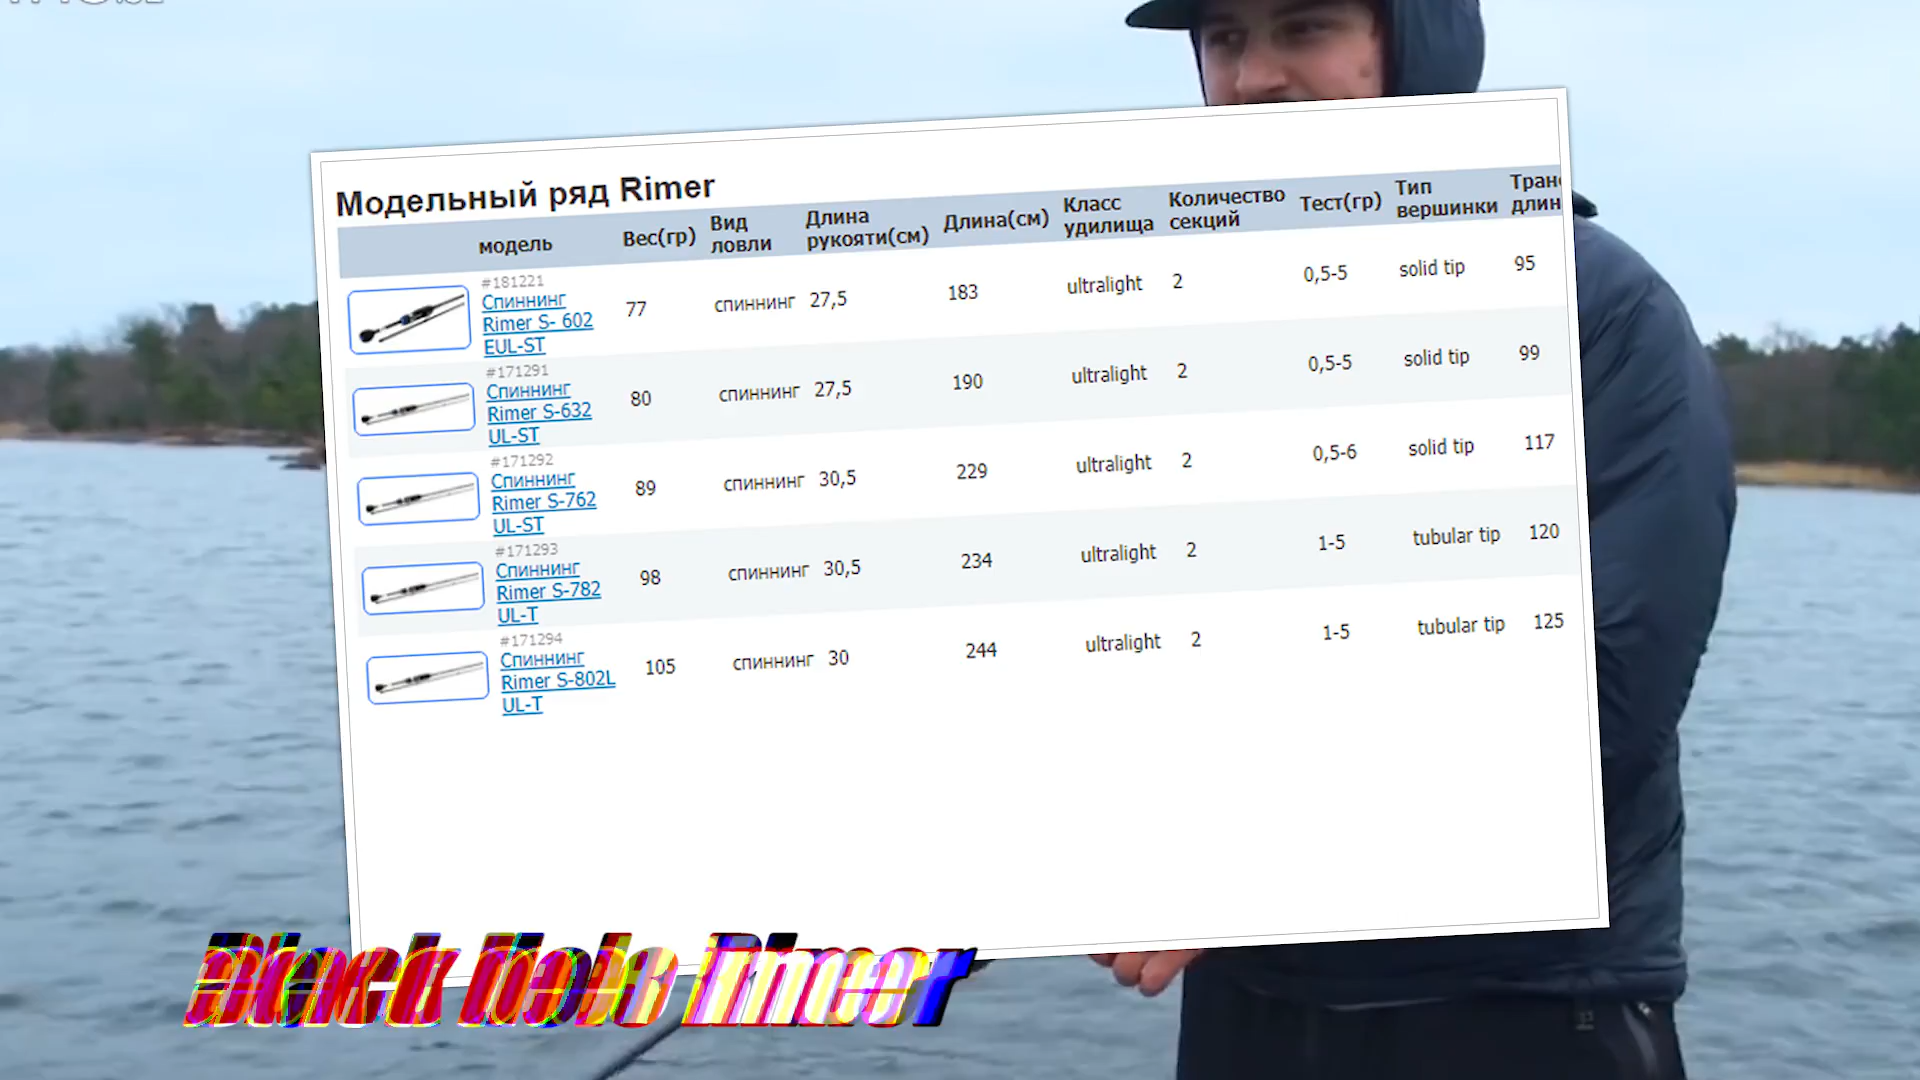 Модельный ряд Rimer
модель Вес(гр) Вид ловли Длина рукояти(см) Длина(см) Класс удилища Количество секций Тест(гр) Тип вершинки
#181221
Спиннинг Rimer S- 602 EUL-ST 77 спиннинг 27,5 183 ultralight 2 0,5-5 solid tip 95
#171291
Спиннинг Rimer S-632 UL-ST 80 спиннинг 27,5 190 ultralight 2 0,5-5 solid tip 99
#171292
Спиннинг Rimer S-762 UL-ST 89 спиннинг 30,5 229 ultralight 2 0,5-6 solid tip 117
#171293
Спиннинг Rimer S-782 UL-T 98 спиннинг 30,5 234 ultralight 2 1-5 tubular tip 120
#171294
Спиннинг Rimer S-802L UL-T 105 спиннинг 30 244 ultralight 2 1-5 tubular tip 125
Black Hole Rimer